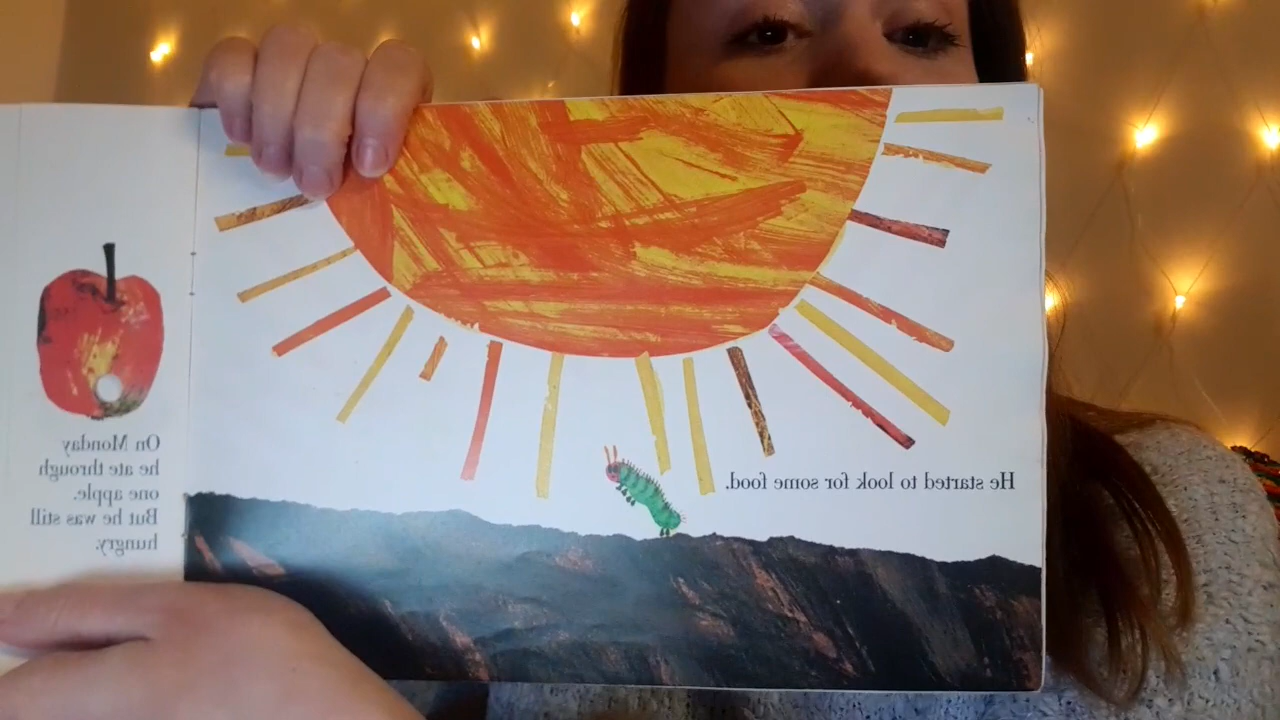 He started to look for some food.
On Monday
he ate through
one apple.
But he was still
hungry.